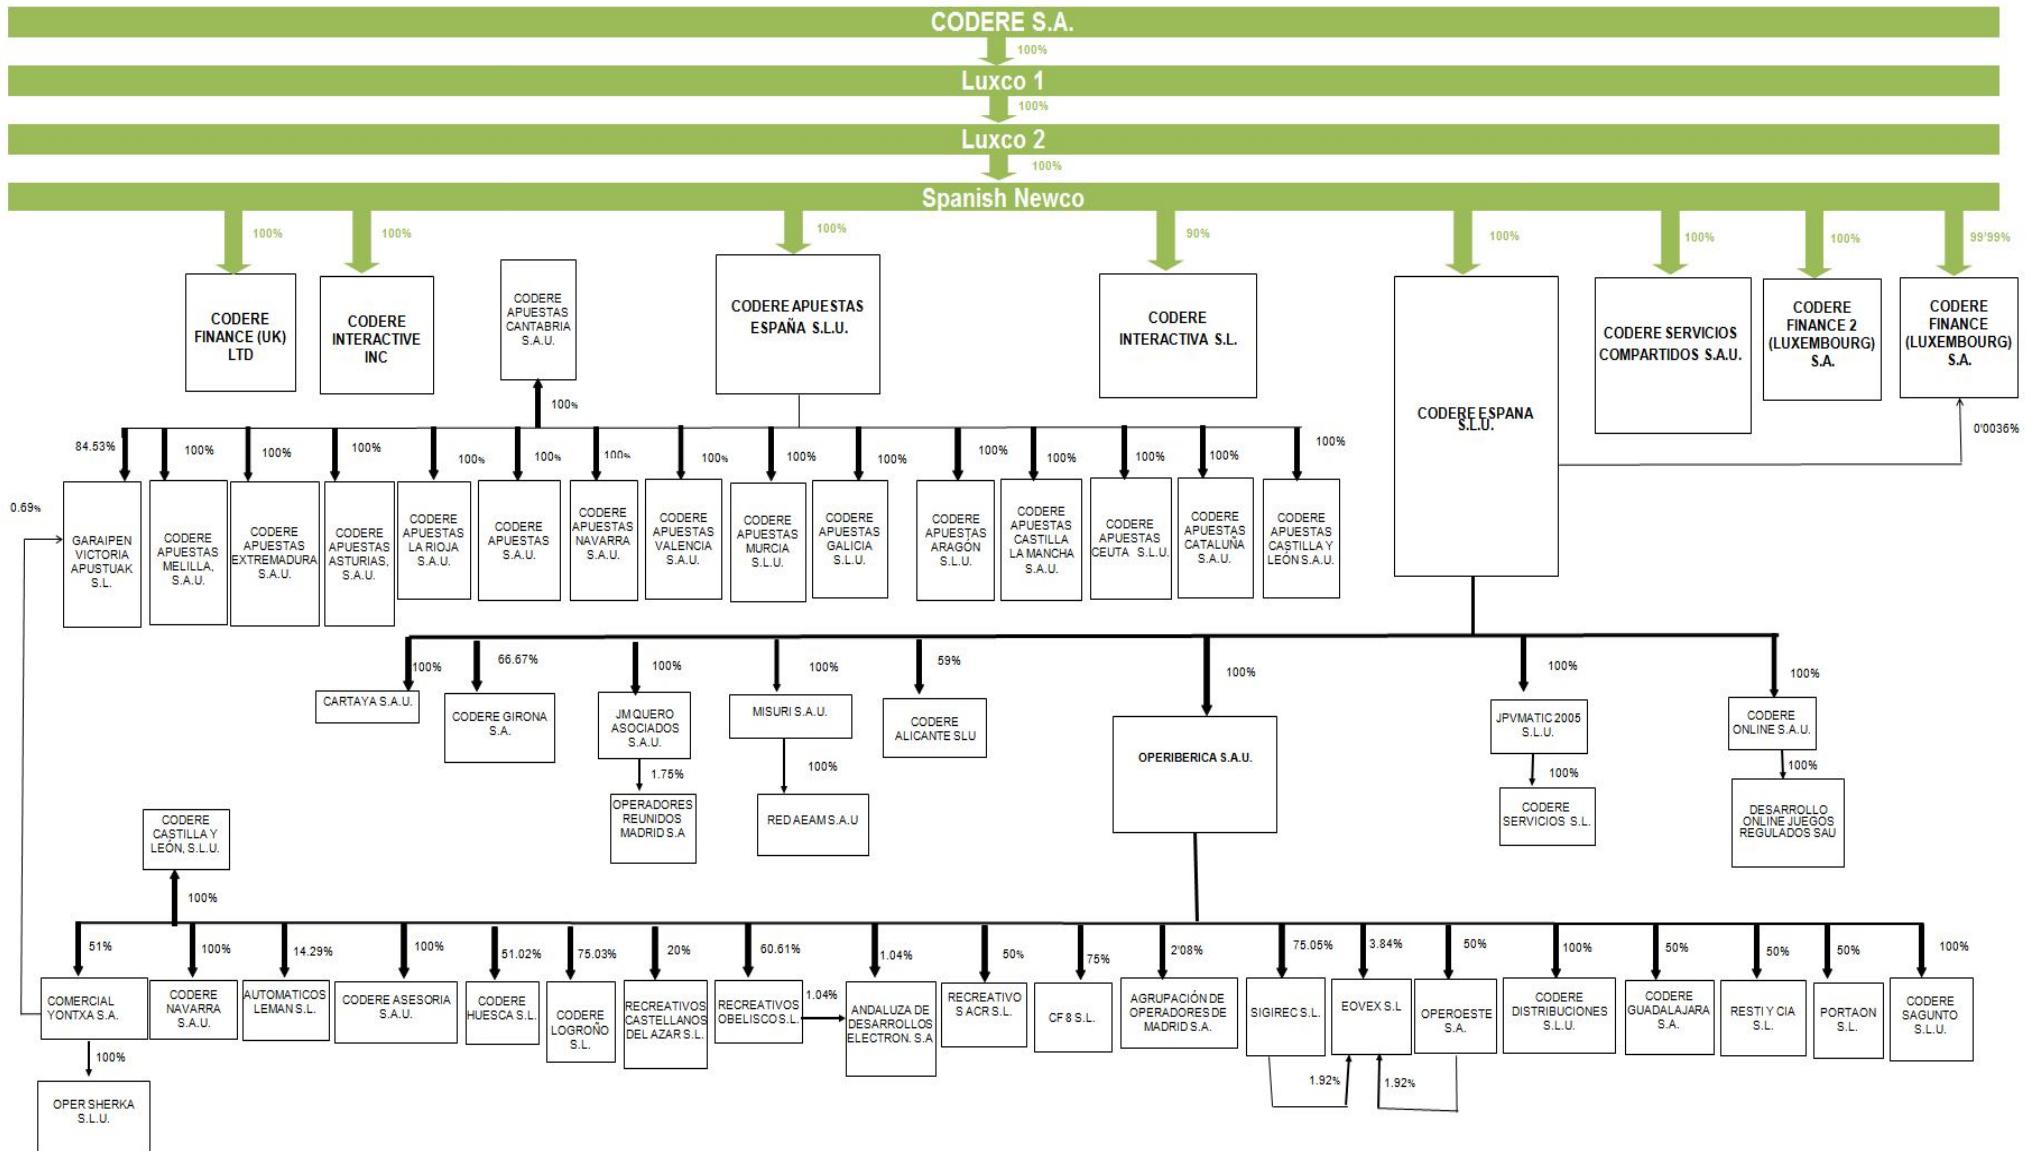 CODERE S.A.
100%
Luxco 1
100%
Luxco 2
100%
Spanish Newco
100%
100%
100%
90%
100%
100%
100%
99'99%
CODERE
FINANCE (UK)
LTD
CODERE
INTERACTIVE
INC
CODERE
APUESTAS
CANTABRIA
S.A.U.
CODERE APUESTAS
ESPAÑA S.L.U.
CODERE
INTERACTIVA S.L.
CODERE ESPANA
S.L.U.
CODERE SERVICIOS
COMPARTIDOS S.A.U.
CODERE
FINANCE 2
(LUXEMBOURG)
S.A.
CODERE
FINANCE
(LUXEMBOURG)
S.A.
100%
0'0036%
84.53%
100%
100%
100%
100%
100%
100%
100%
100%
100%
100%
100%
100%
100%
100%
0.69%
GARAIPEN
VICTORIA
APUSTUAK
S.L.
CODERE
APUESTAS
MELILLA,
S.A.U.
CODERE
APUESTAS
EXTREMADURA
S.A.U.
CODERE
APUESTAS
ASTURIAS,
S.A.U.
CODERE
APUESTAS
LA RIOJA
S.A.U.
CODERE
APUESTAS
S.A.U.
CODERE
APUESTAS
NAVARRA
S.A.U.
CODERE
APUESTAS
VALENCIA
S.A.U.
CODERE
APUESTAS
MURCIA
S.L.U.
CODERE
APUESTAS
GALICIA
S.L.U.
CODERE
APUESTAS
ARAGÓN
S.L.U.
CODERE
APUESTAS
CASTILLA
LA MANCHA
S.A.U.
CODERE
APUESTAS
CEUTA S.L.U.
CODERE
APUESTAS
CATALUÑA
S.A.U.
CODERE
APUESTAS
CASTILLA Y
LEÓN S.A.U.
100%
66.67%
100%
100%
59%
100%
100%
100%
CARTAYA S.A.U.
CODERE GIRONA
S.A.
JM QUERO
ASOCIADOS
S.A.U.
MISURI S.A.U.
CODERE
ALICANTE SLU
OPERIBERICA S.A.U.
JPVMATIC 2005
S.L.U.
CODERE
ONLINE S.A.U.
1.75%
100%
100%
100%
OPERADORES
REUNIDOS
MADRID S.A
RED AEAM S.A.U
CODERE
SERVICIOS S.L.
DESARROLLO
ONLINE JUEGOS
REGULADOS SAU
CODERE
CASTILLA Y
LEÓN, S.L.U.
100%
51%
100%
14.29%
100%
51.02%
75.03%
20%
60.61%
1.04%
50%
75%
2'08%
75.05%
3.84%
50%
100%
50%
50%
50%
100%
COMERCIAL
YONTXA S.A.
CODERE
NAVARRA
S.A.U.
AUTOMATICOS
LEMAN S.L.
CODERE ASESORIA
S.A.U.
CODERE
HUESCA S.L.
CODERE
LOGROÑO
S.L.
RECREATIVOS
CASTELLANOS
DEL AZAR S.L.
RECREATIVOS
OBELISCO S.L.
1.04%
ANDALUZA DE
DESARROLLOS
ELECTRON. S.A
RECREATIVO
S ACR S.L.
CF 8 S.L.
AGRUPACIÓN DE
OPERADORES DE
MADRID S.A.
SIGIREC S.L.
EOVEX S.L
OPEROESTE
S.A.
CODERE
DISTRIBUCIONES
S.L.U.
CODERE
GUADALAJARA
S.A.
RESTI Y CIA
S.L.
PORTAON
S.L.
CODERE
SAGUNTO
S.L.U.
100%
1.92%
1.92%
OPER SHERKA
S.L.U.